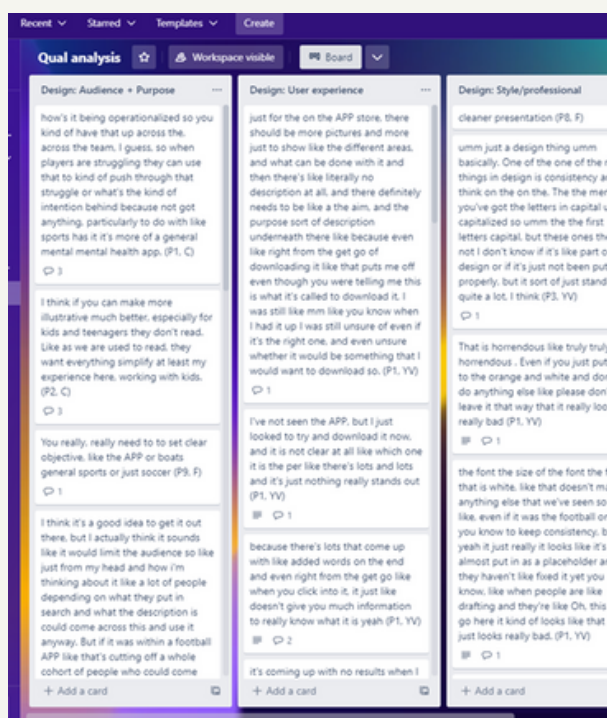 Recent Starred Templates Create
Qual analysis Workspace visible Board
Design: Audience + Purpose
how's it being operationalized so you
kind of have that up across the,
across the team, I guess, so when
players are struggling they can use
that to kind of push through that
struggle or what's the kind of
intention behind because not got
anything, particularly to do with like
sports has it it's more of a general
mental mental health app. (P1, C)
3
I think if you can make more
illustrative much better, especially for
kids and teenagers they don't read.
Like as we are used to read, they
want everything simplify at least my
experience here, working with kids.
(P2, C)
3
You really, really need to to set clear
objective, like the APP or boats
general sports or just soccer (P9, F)
1
I think it's a good idea to get it out
there, but I actually think it sounds
like it would limit the audience so like
just from my head and how i'm
thinking about it like a lot of people
depending on what they put in
search and what the description is
could come across this and use it
anyway. But if it was within a football
APP like that's cutting off a whole
cohort of people who could come
+ Add a card
Design: User experience
just for the on the APP store, there
should be more pictures and more
just to show like the different areas,
and what can be done with it and
then there's like literally no
description at all, and there definitely
needs to be like a the aim, and the
purpose sort of description
underneath there like because even
like right from the get go of
downloading it like that puts me off
even though you were telling me this
is what it's called to download it, I
was still like mm like you know when
I had it up I was still unsure of even if
it's the right one, and even unsure
whether it would be something that I
would want to download so. (P1, YV)
1
I've not seen the APP, but I just
looked to try and download it now,
and it is not clear at all like which one
it is the per like there's lots and lots
and it's just nothing really stands out
(P1, YV)
1
because there's lots that come up
with like added words on the end
and even right from the get go like
when you click into it, it just like
doesn't give you much information
to really know what it is yeah (P1, YV)
2
it's coming up with no results when I
+ Add a card
Design: Style/professional
cleaner presentation (P8, F)
umm just a design thing umm
basically. One of the one of the
things in design is consistency
think on the on the. The the
you've got the letters in capital
capitalized so umm the the first
letters capital, but these ones
not I don't know if it's like part of
design or if it's just not been put
properly, but it sort of just stand
quite a lot, I think (P3, YV)
1
That is horrendous like truly truly
horrendous . Even if you just put
to the orange and white and
do anything else like please don'
leave it that way that it really
really bad (P1, YV)
1
the font the size of the font the
that is white, like that doesn't
anything else that we've seen so
like, even if it was the football or
you know to keep consistency,
yeah it just really it looks like it's
almost put in as a placeholder
they haven't like fixed it yet you
know, like when people are like
drafting and they're like Oh, this
go here it kind of looks like that
just looks really bad. (P1, YV)
1
+ Add a card